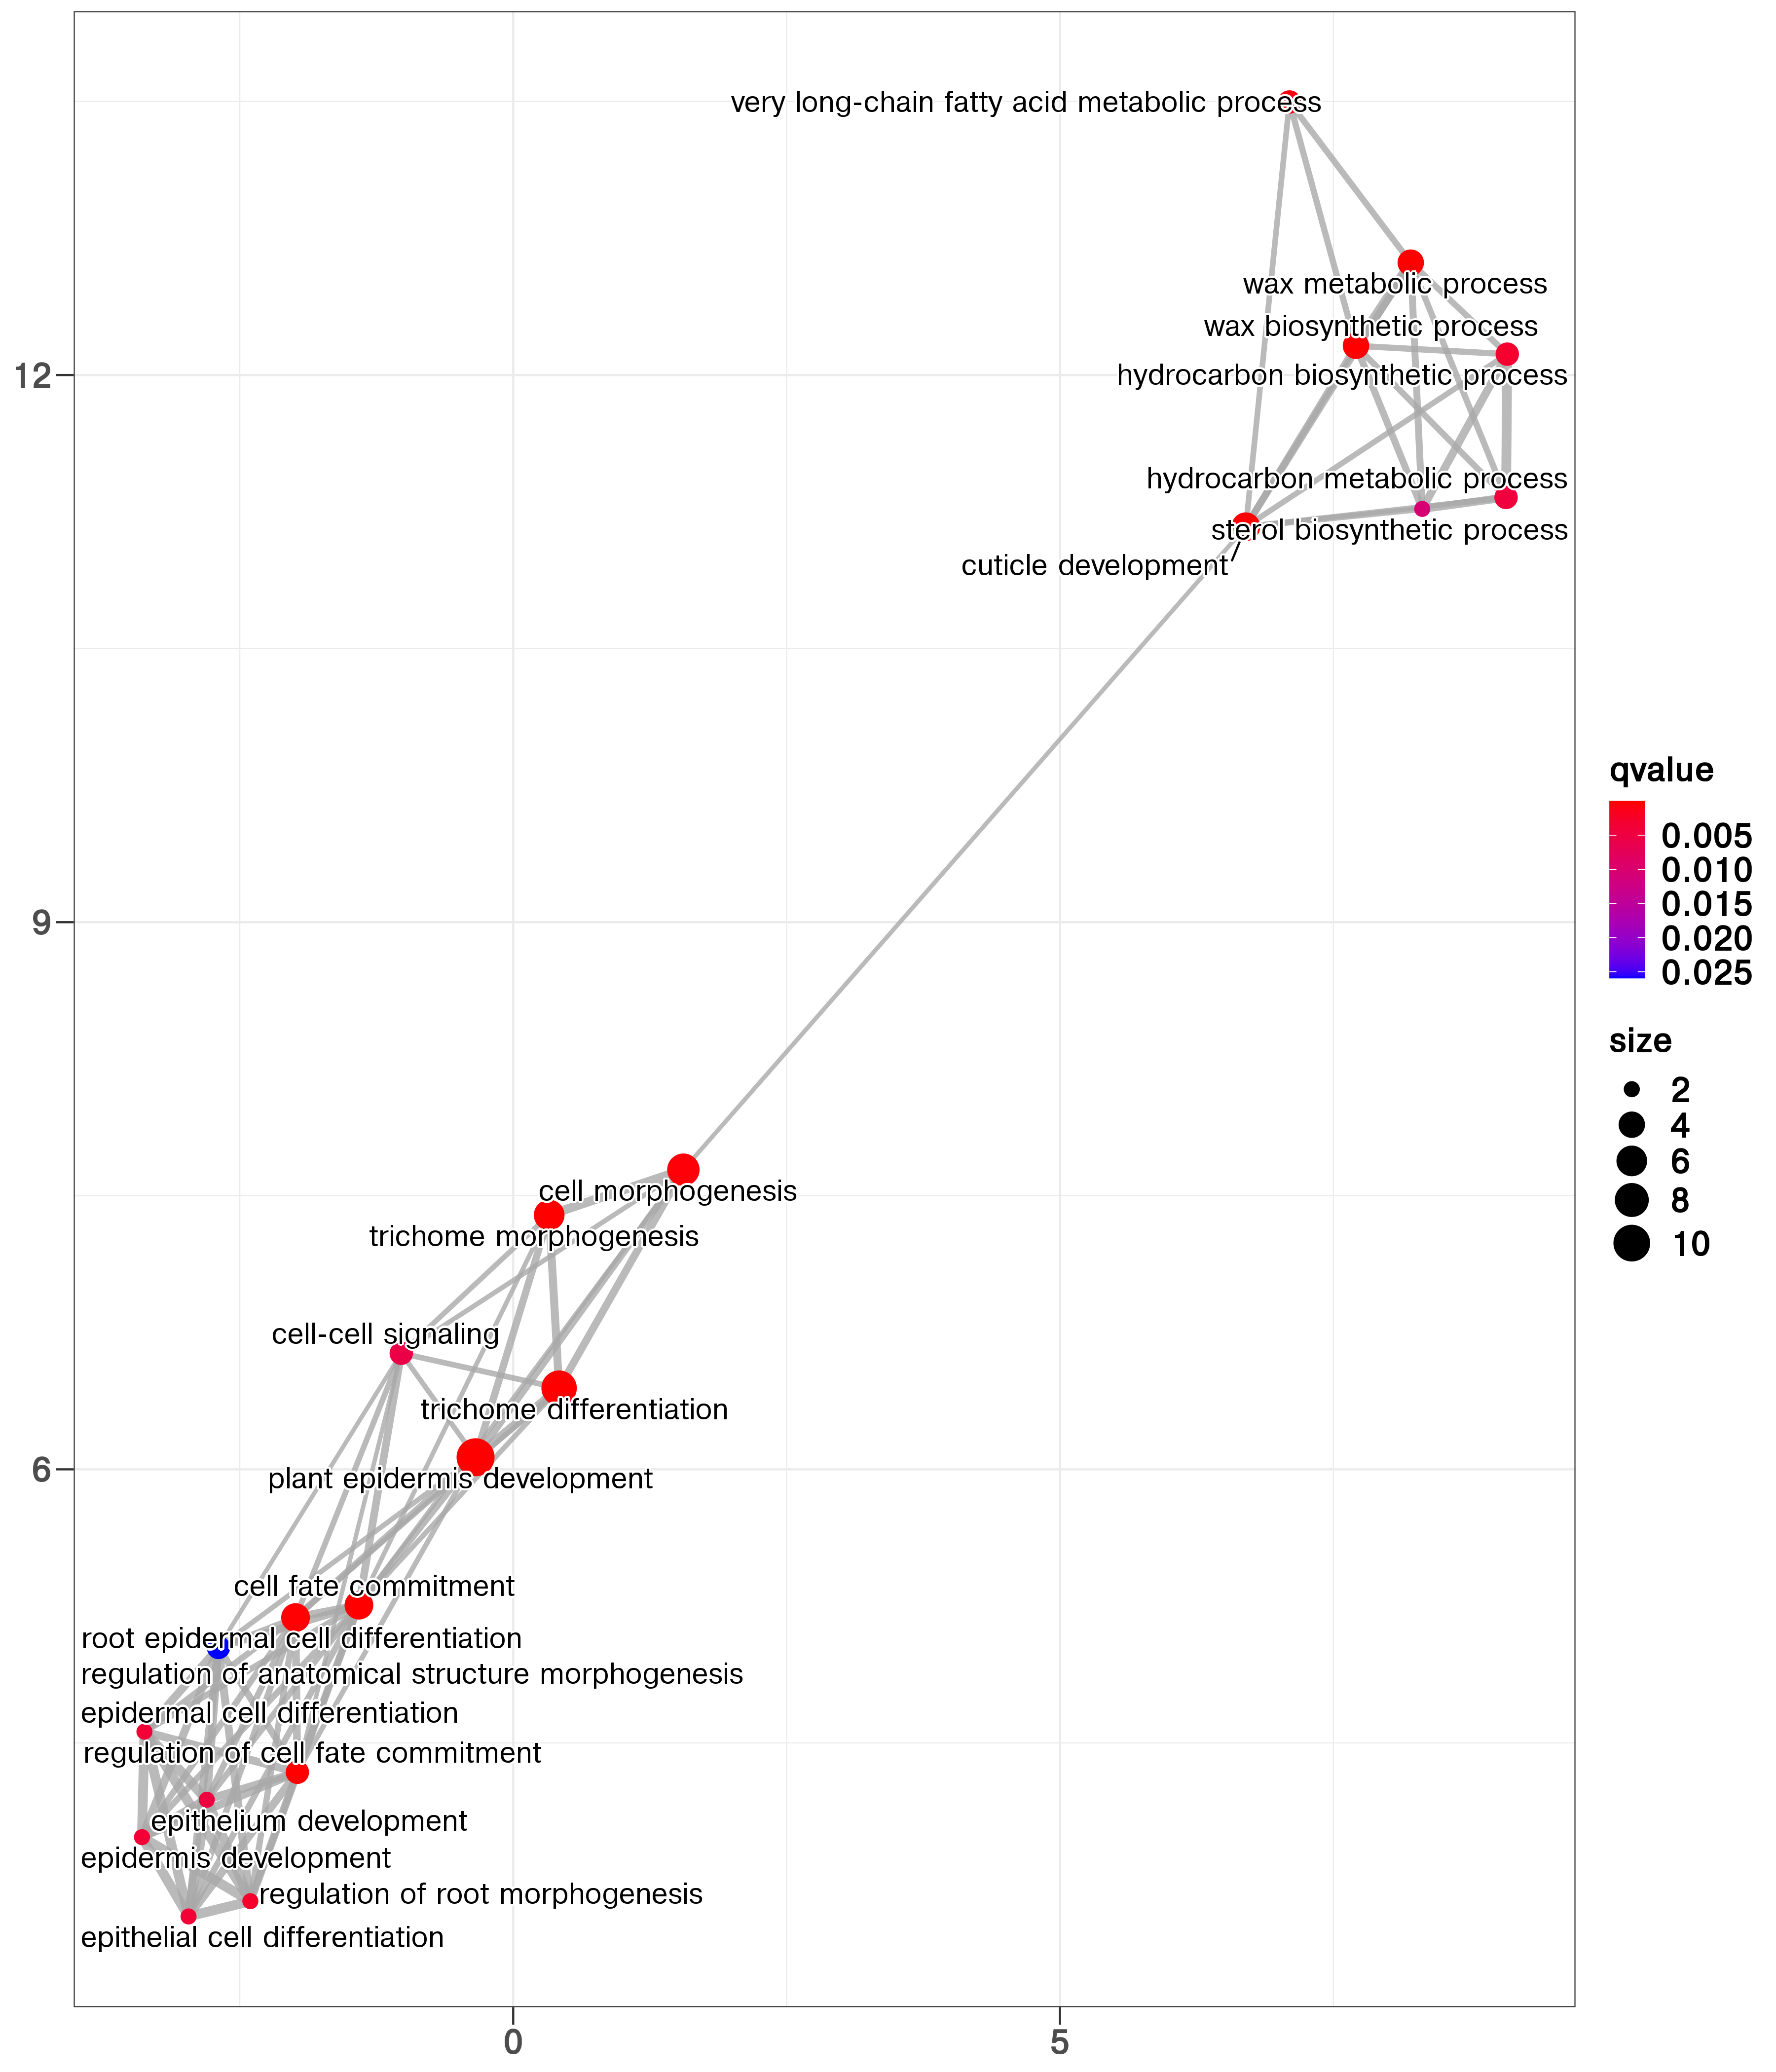 very long-chain fatty acid metabolic process
wax metabolic process
wax biosynthetic process
hydrocarbon biosynthetic process
hydrocarbon metabolic process
sterol biosynthetic process
cuticle development
cell morphogenesis
trichome morphogenesis
cell-cell signaling
trichome differentiation
plant epidermis development
cell fate commitment
root epidermal cell differentiation
regulation of anatomical structure morphogenesis
epidermal cell differentiation
regulation of cell fate commitment
epithelium development
epidermis development
regulation of root morphogenesis
epithelial cell differentiation
12
9
6
0
5
qvalue
0.005
0.010
0.015
0.020
0.025
size
2
4
6
8
10